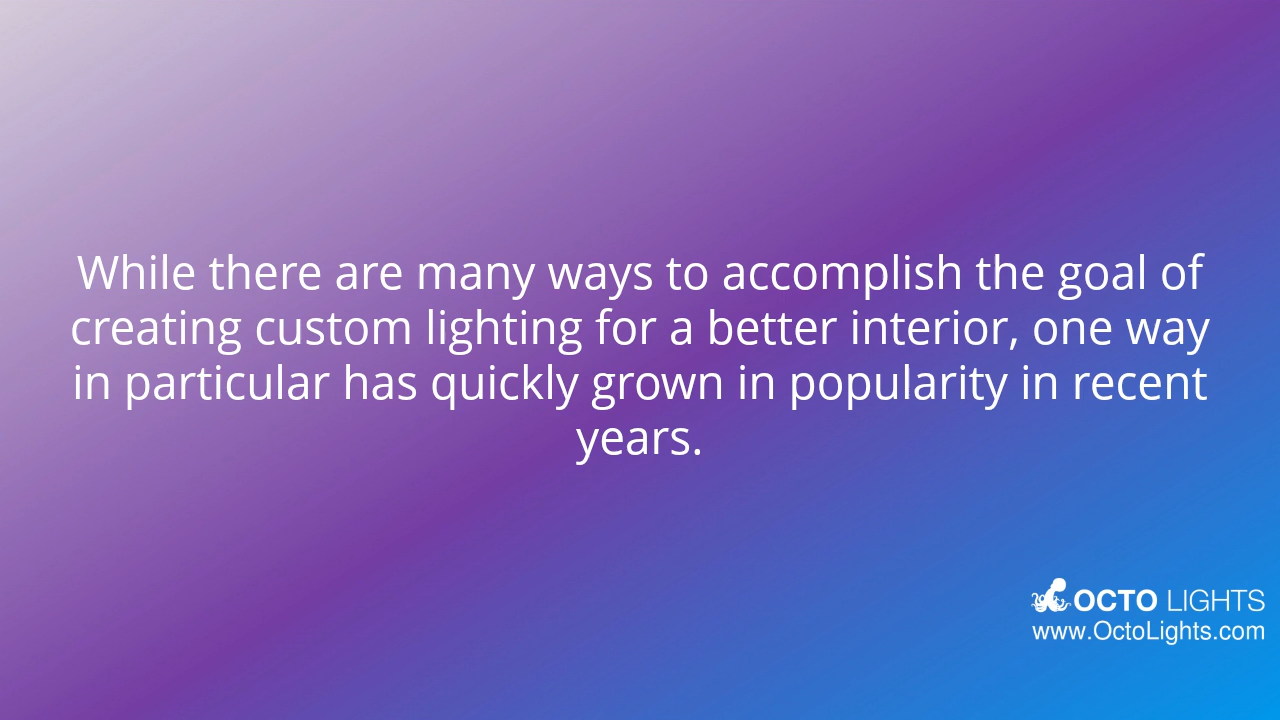 While there are many ways to accomplish the goal of
creating custom lighting for a better interior, one way
in particular has quickly grown in popularity in recent
years.
OCTO LIGHTS
www.OctoLights.com